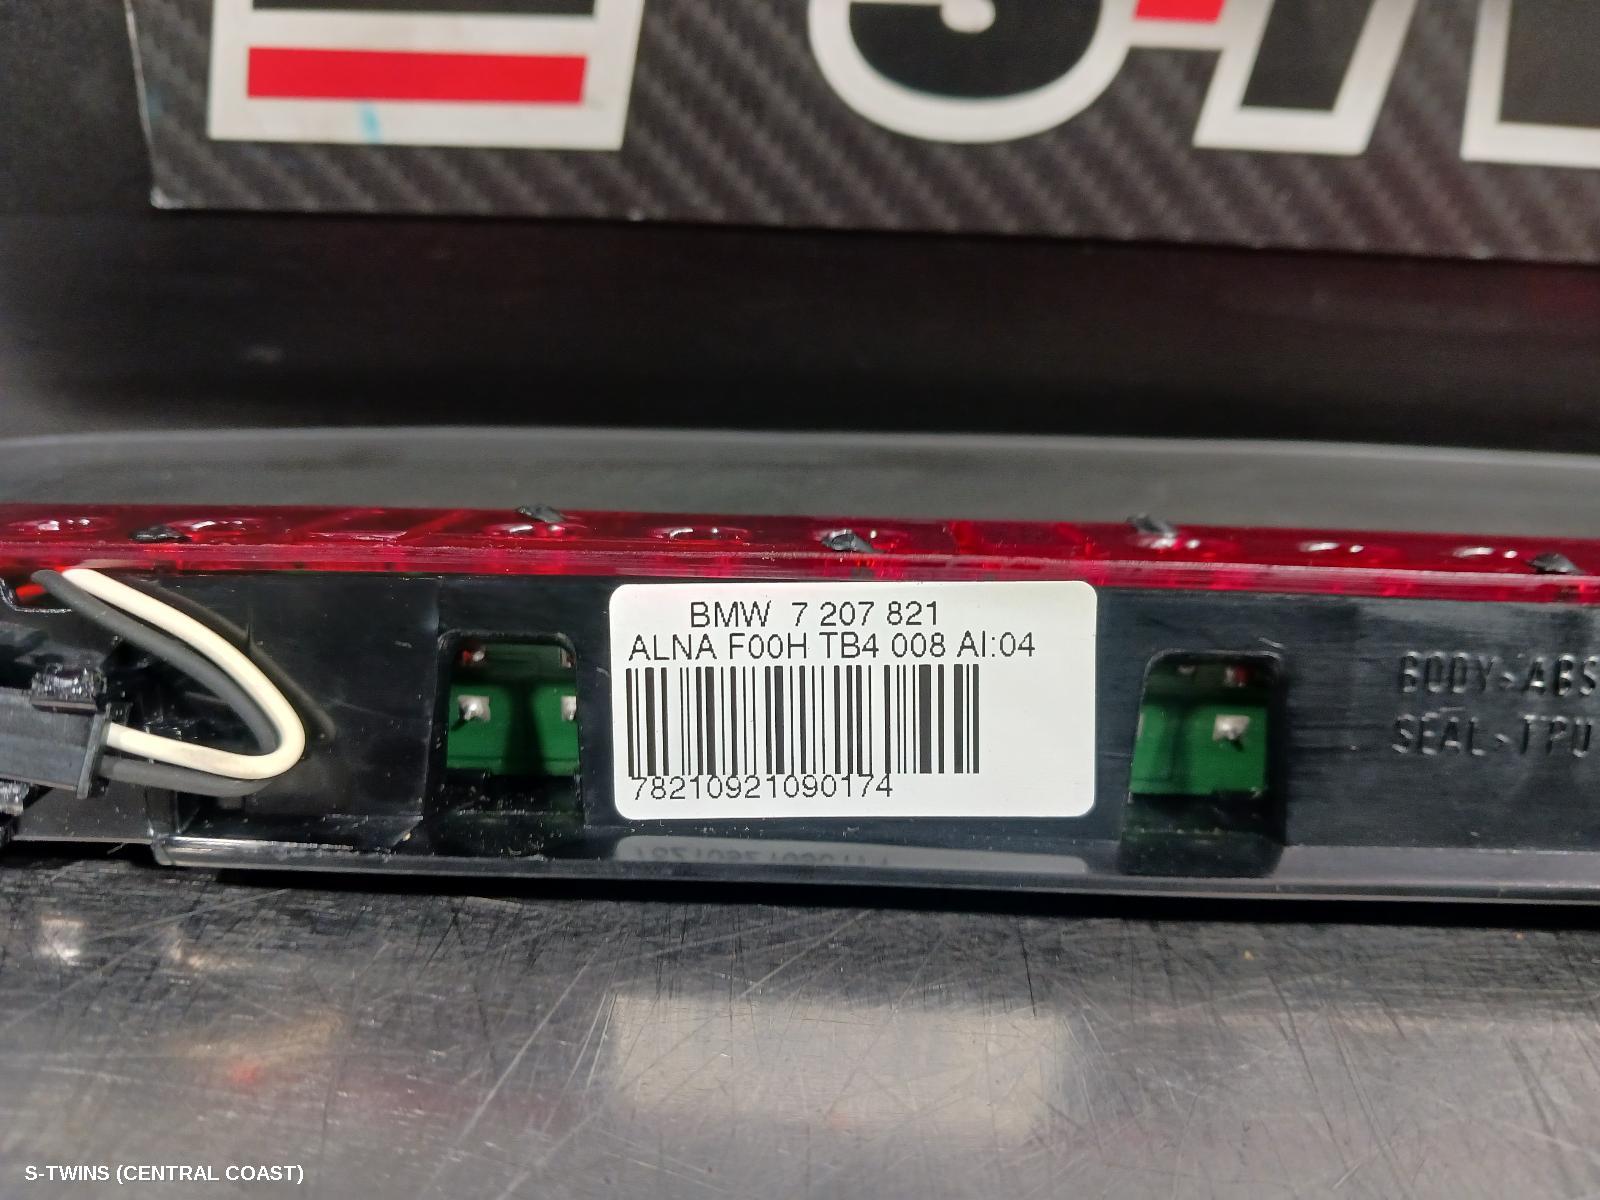 BMW 7 207 821
ALNA F00H TB4 008 AI:04
78210921090174
BODY>ABS
SEAL>TPU
S-TWINS (CENTRAL COAST)